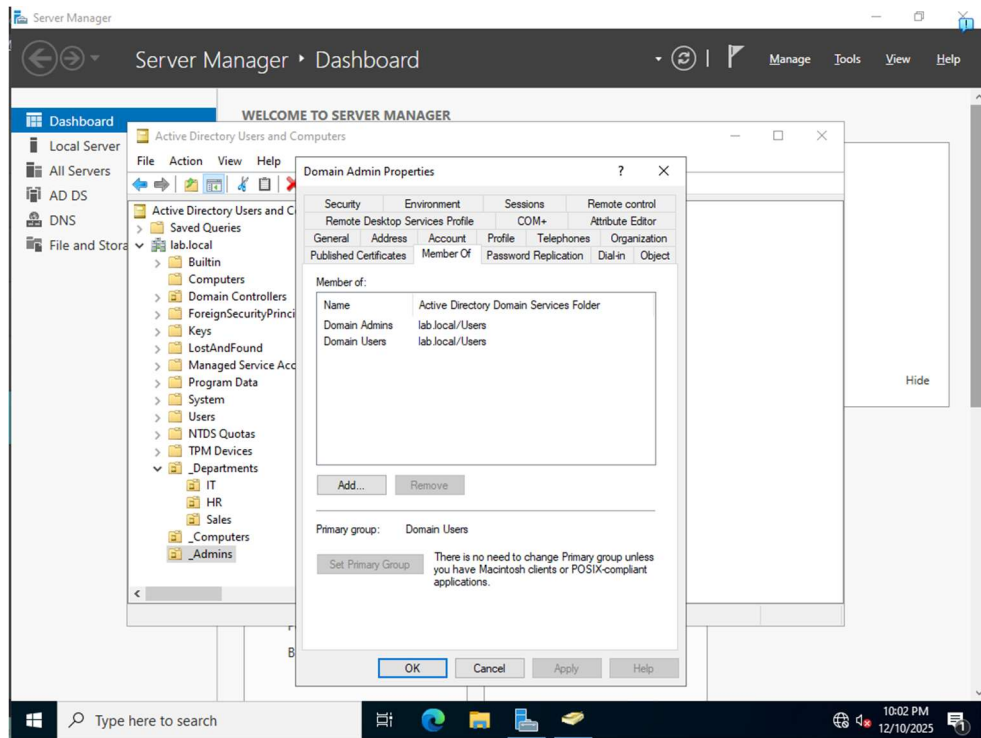 Server Manager
Server Manager • Dashboard
Manage Tools View Help
Dashboard
Local Server
All Servers
AD DS
DNS
File and Stora
WELCOME TO SERVER MANAGER
Hide
Active Directory Users and Computers
File Action View Help
Active Directory Users and C
Saved Queries
lab.local
Builtin
Computers
Domain Controllers
ForeignSecurityPrinci
Keys
LostAndFound
Managed Service Acc
Program Data
System
Users
NTDS Quotas
TPM Devices
_Departments
IT
HR
Sales
_Computers
_Admins
Domain Admin Properties
Security Environment Sessions Remote control
Remote Desktop Services Profile COM+ Attribute Editor
General Address Account Profile Telephones Organization
Published Certificates Member Of Password Replication Dial-in Object
Member of:
Name Active Directory Domain Services Folder
Domain Admins lab.local/Users
Domain Users lab.local/Users
Add... Remove
Primary group: Domain Users
Set Primary Group
There is no need to change Primary group unless
you have Macintosh clients or POSIX-compliant
applications.
OK Cancel Apply Help
B
Type here to search
10:02 PM
12/10/2025
1